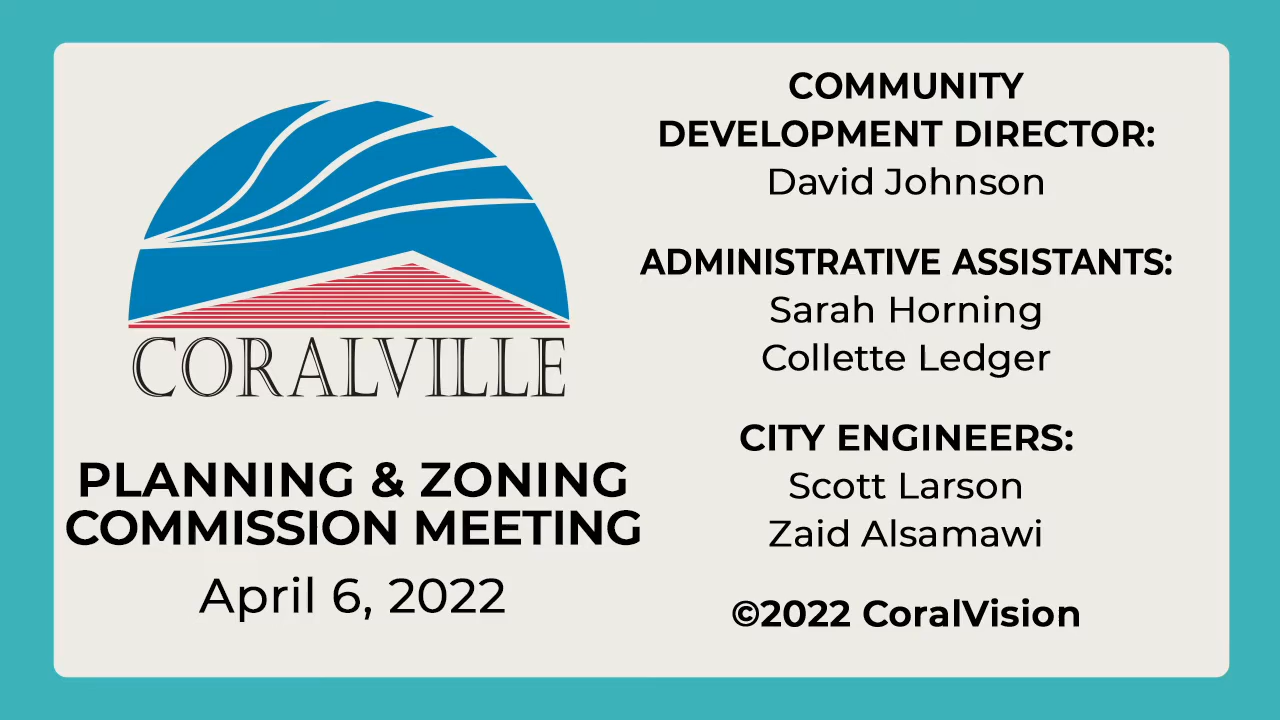 CORALVILLE
PLANNING & ZONING
COMMISSION MEETING
April 6, 2022
COMMUNITY
DEVELOPMENT DIRECTOR:
David Johnson
ADMINISTRATIVE ASSISTANTS:
Sarah Horning
Collette Ledger
CITY ENGINEERS:
Scott Larson
Zaid Alsamawi
©2022 CoralVision